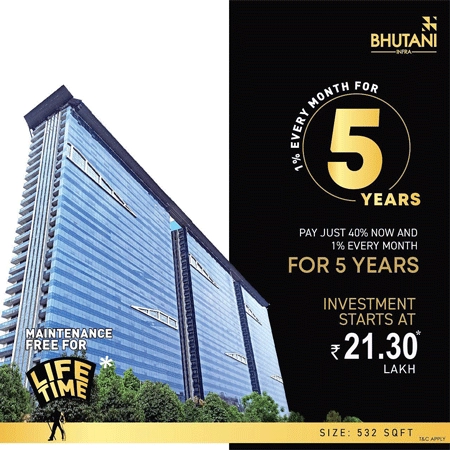 BHUTANI
INFRA
1% EVERY MONTH FOR
5
YEARS
PAY JUST 40% NOW AND
1% EVERY MONTH
FOR 5 YEARS
INVESTMENT
STARTS AT
₹21.30*
LAKH
MAINTENANCE
FREE FOR
LIFE
TIME*
SIZE: 532 SQFT
T&C APPLY